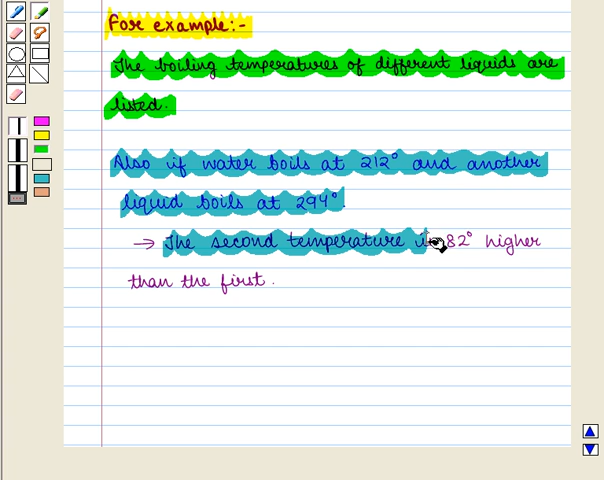 For example:-
The boiling temperatures of different liquids are
listed.
Also if water boils at 212° and another
liquid boils at 294°.
→ The second temperature is 82° higher
than the first.